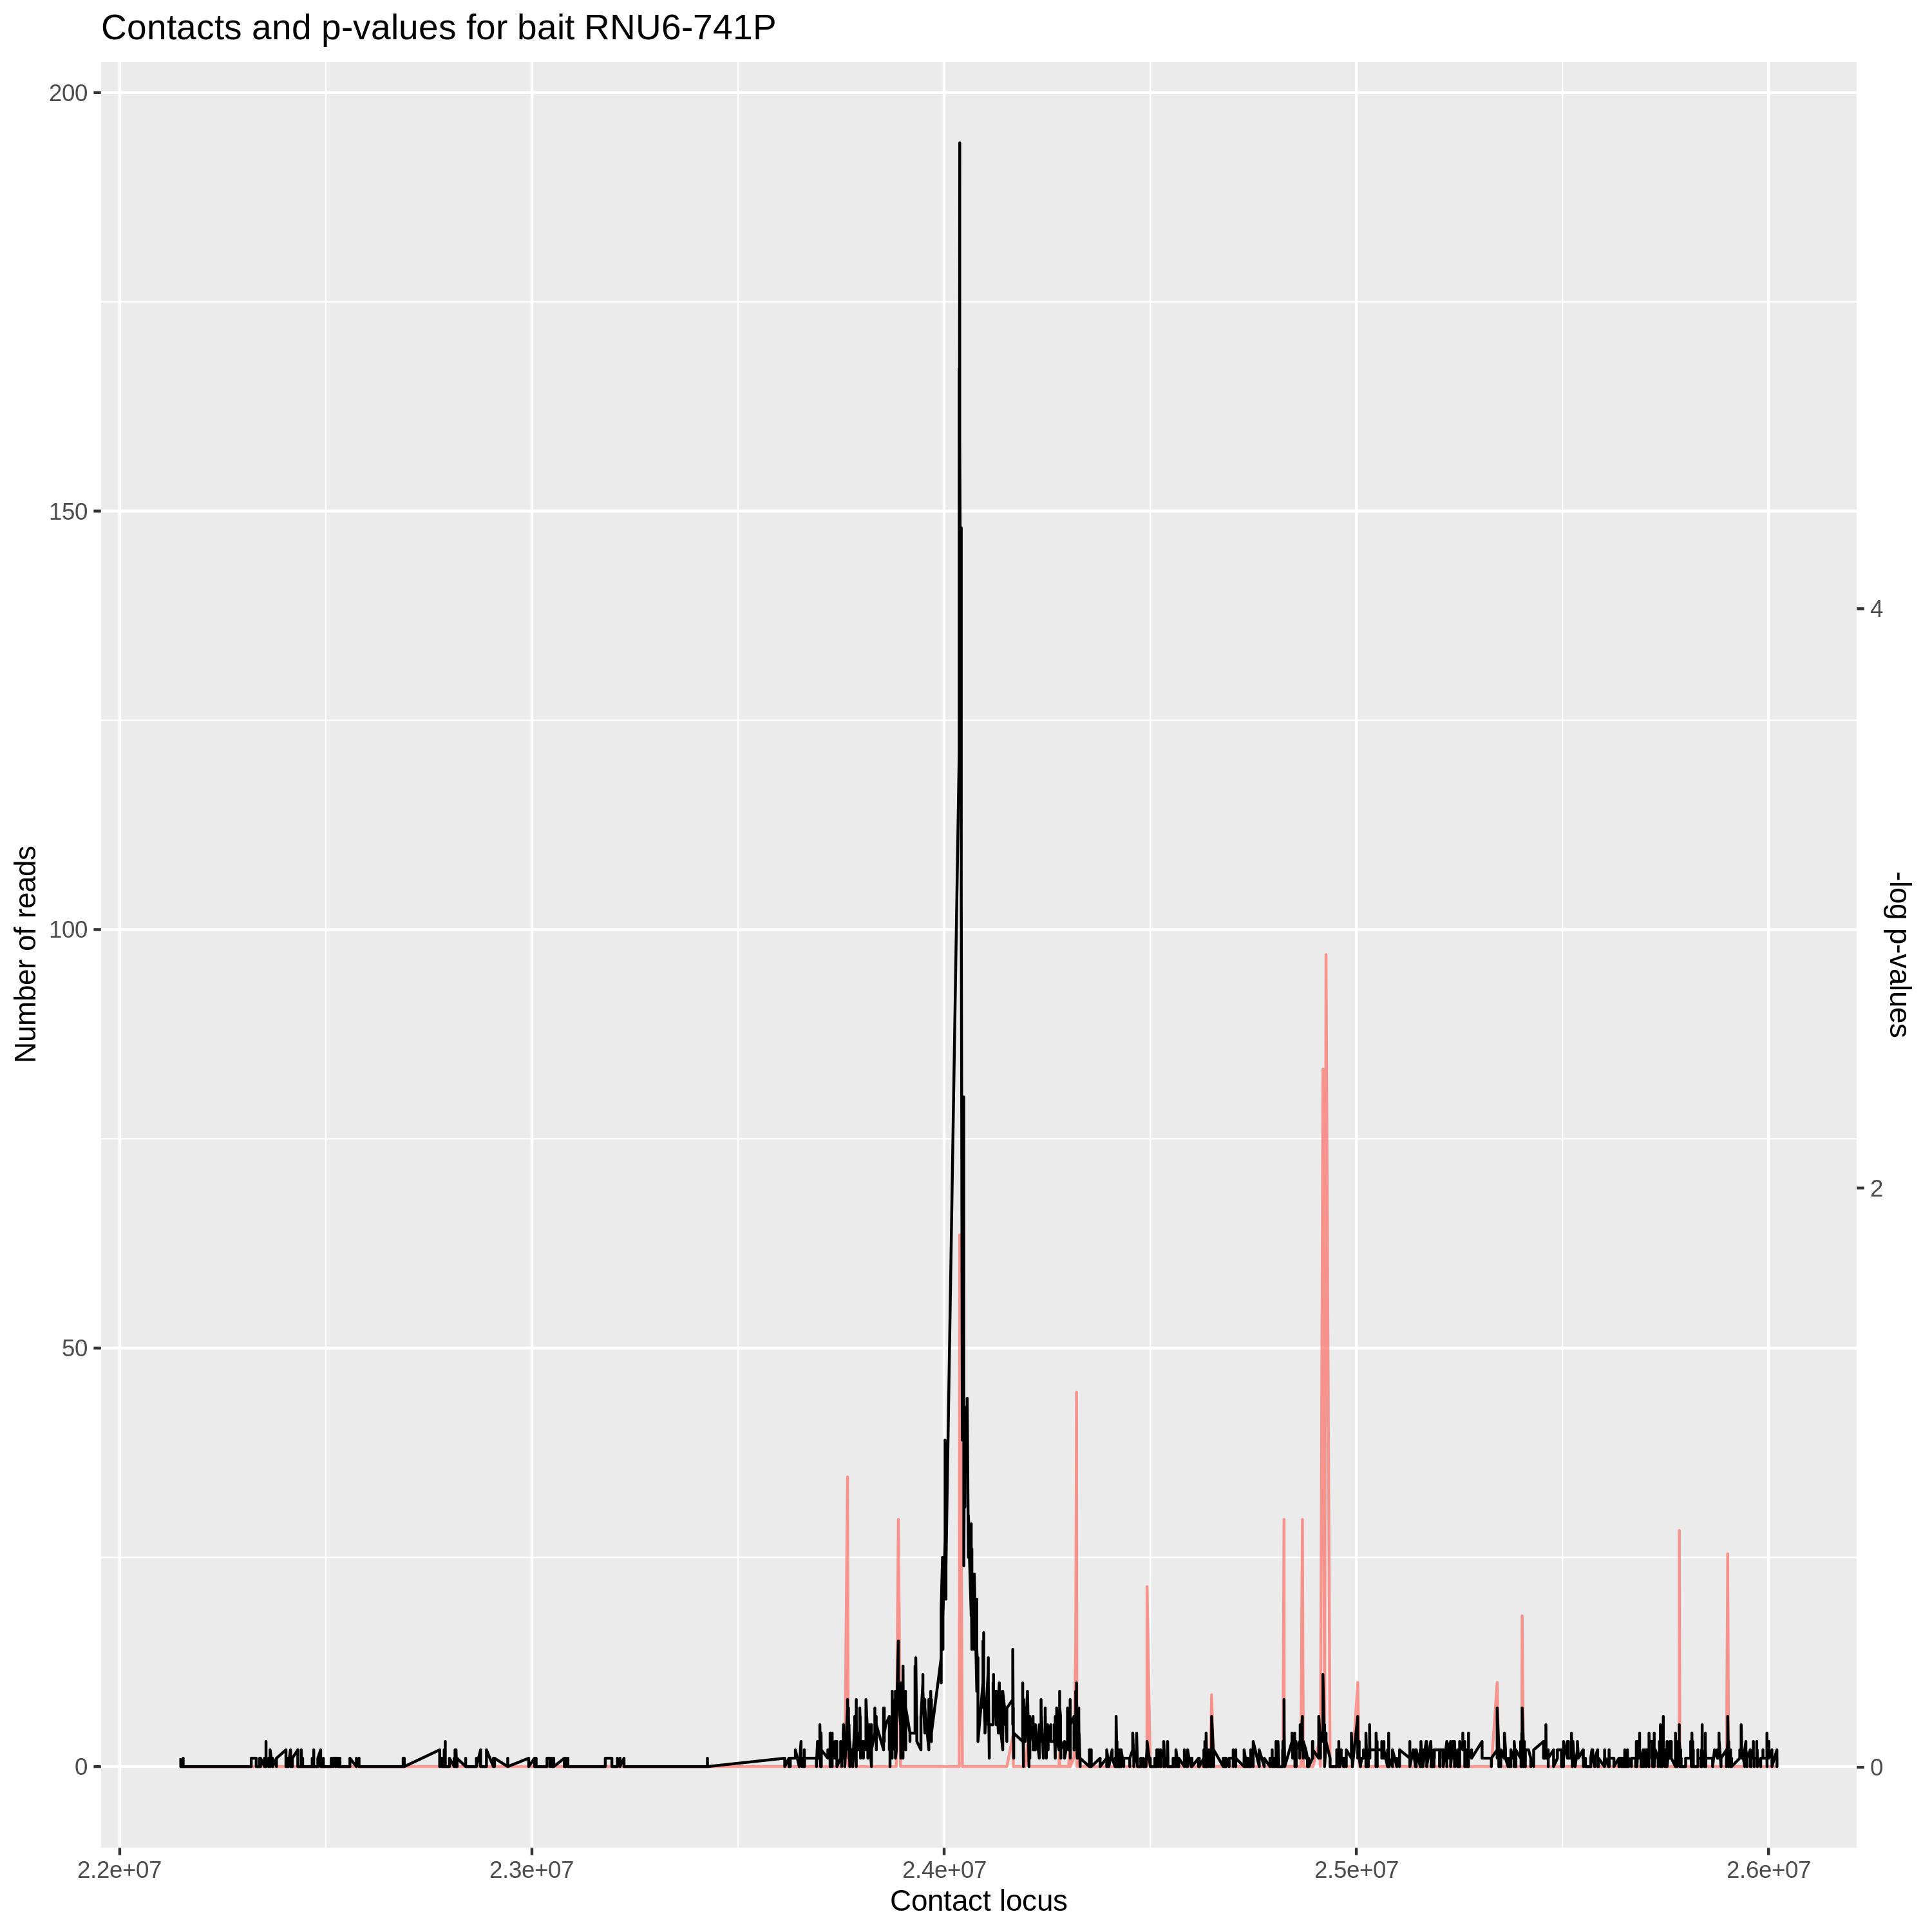 Contacts and p-values for bait RNU6-741P
200
150
100
50
0
4
2
0
Number of reads
-log p-values
2.2e+07
2.3e+07
2.4e+07
2.5e+07
2.6e+07
Contact locus